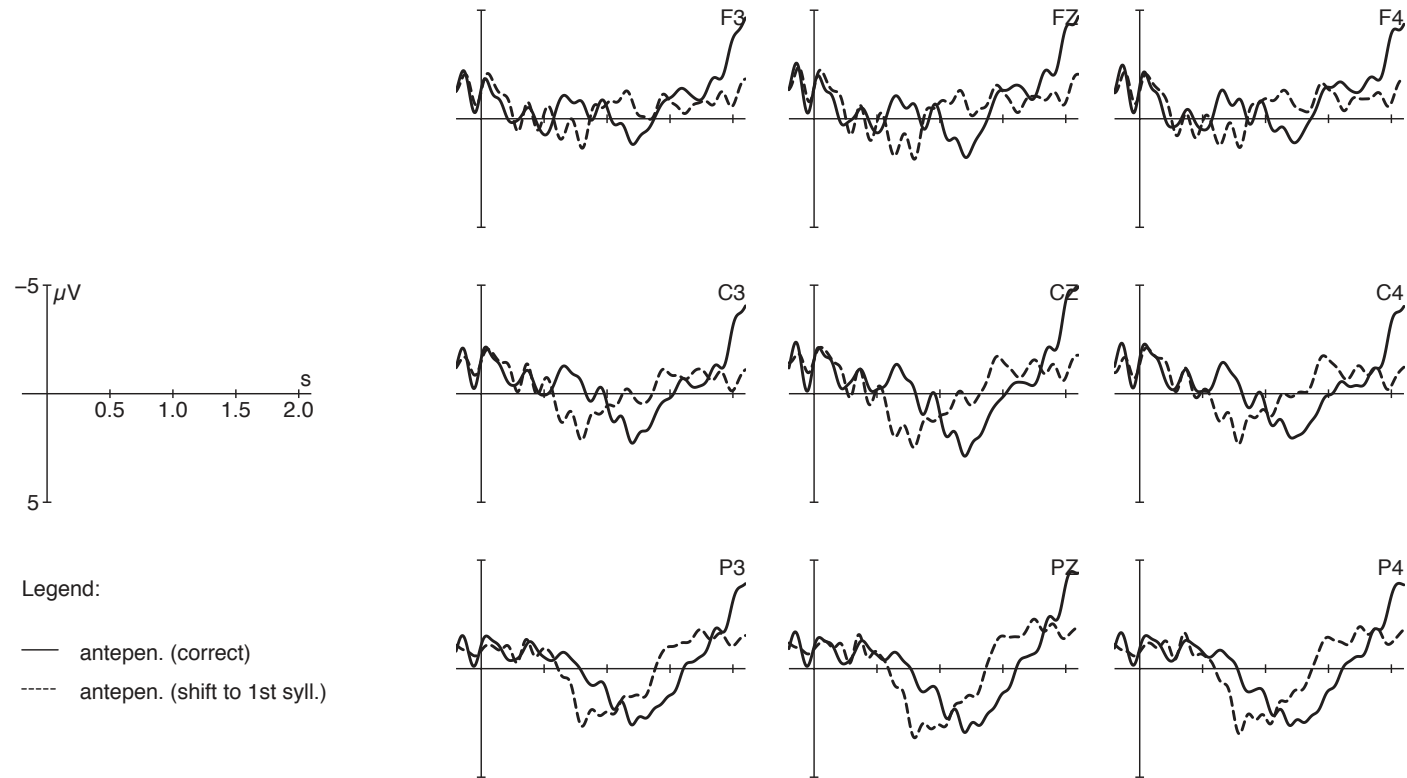 F3
FZ
F4
–5
µV
C3
CZ
C4
s
0.5 1.0 1.5 2.0
5
P3
PZ
P4
Legend:
antepen. (correct)
antepen. (shift to 1st syll.)